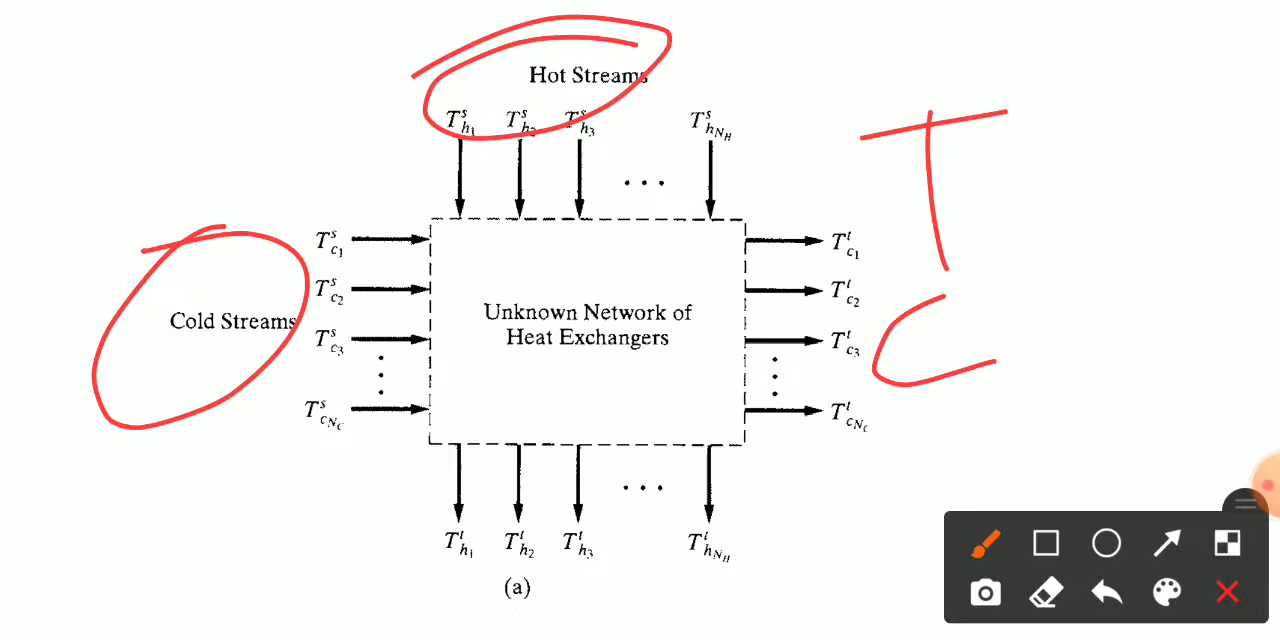 Hot Streams
T^s_{h_1} T^s_{h_2} T^s_{h_3} T^s_{h_{N_H}}
T
T^s_{c_1} T^t_{c_1}
T^s_{c_2} T^t_{c_2}
Unknown Network of
Heat Exchangers
Cold Streams
T^s_{c_3} T^t_{c_3}
C
T^s_{c_{N_C}} T^t_{c_{N_C}}
T^t_{h_1} T^t_{h_2} T^t_{h_3} T^t_{h_{N_H}}
(a)